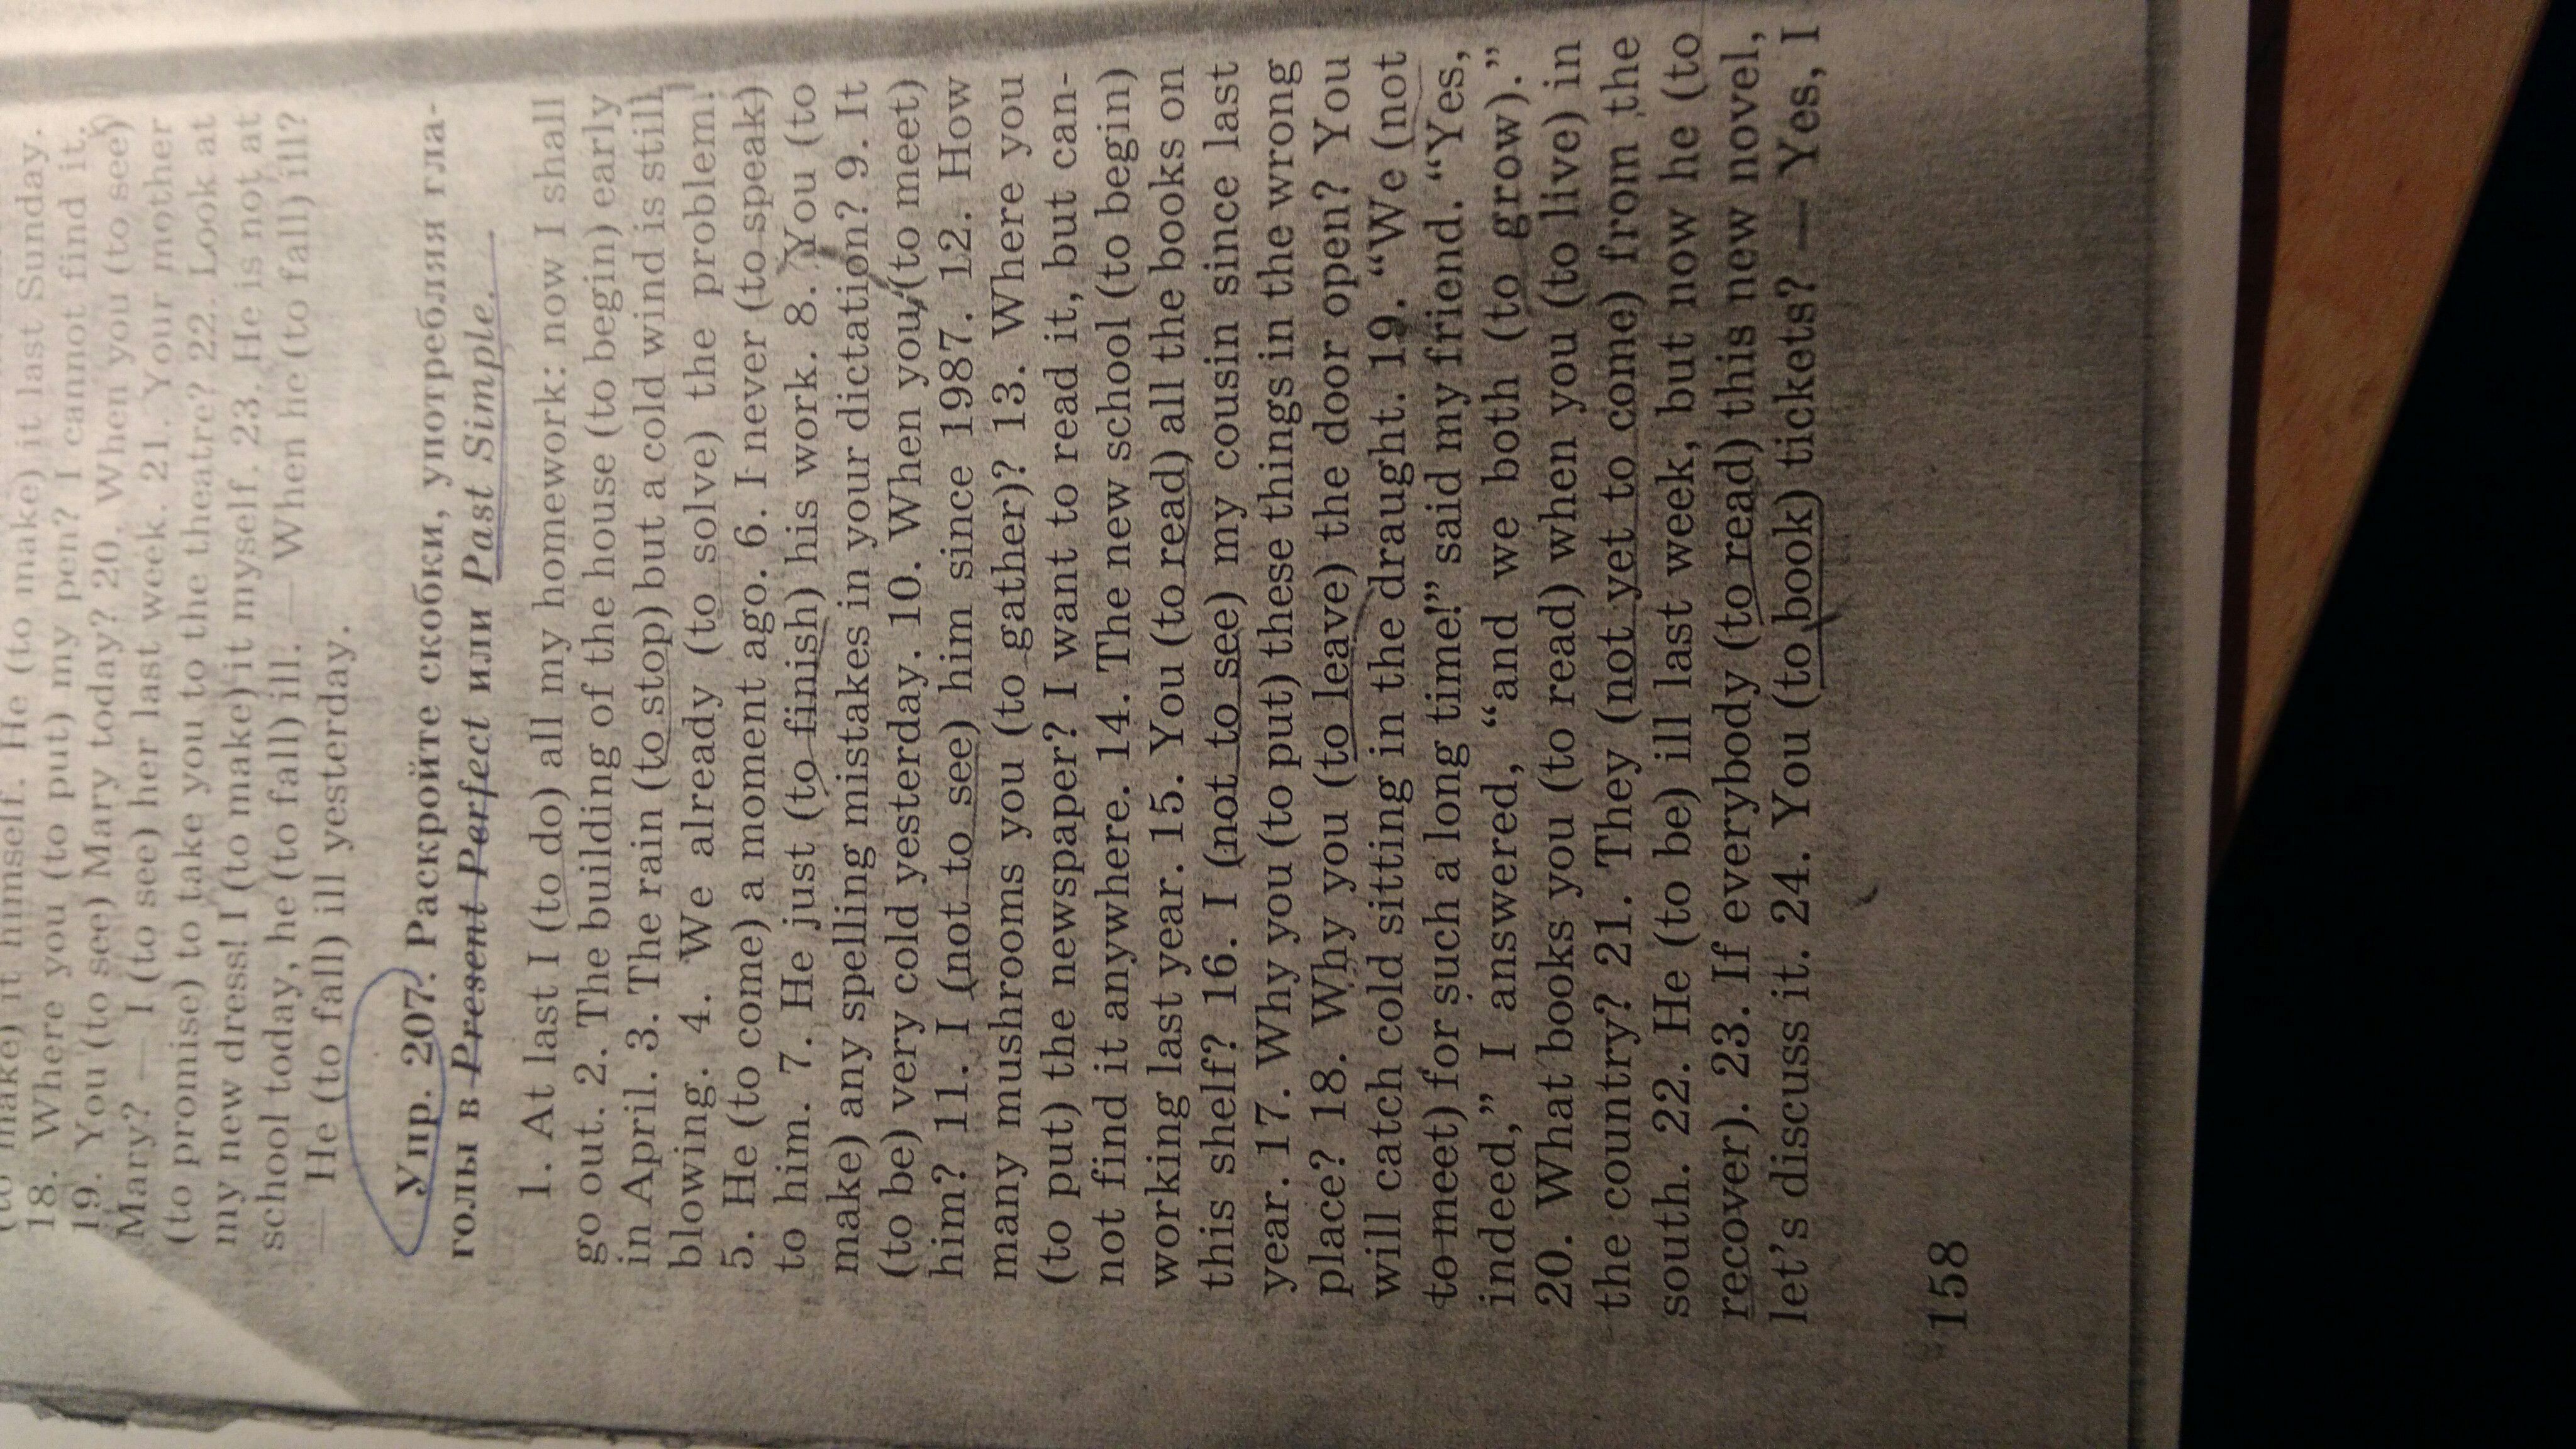 make) it himself. He (to make) it last Sunday.
18. Where you (to put) my pen? I cannot find it.
19. You (to see) Mary today? 20. When you (to see)
Mary? — I (to see) her last week. 21. Your mother
(to promise) to take you to the theatre? 22. Look at
my new dress! I (to make) it myself. 23. He is not at
school today, he (to fall) ill. — When he (to fall) ill?
— He (to fall) ill yesterday.
Упр. 207. Раскройте скобки, употребляя гла-
голы в Present Perfect или Past Simple.
1. At last I (to do) all my homework: now I shall
go out. 2. The building of the house (to begin) early
in April. 3. The rain (to stop) but a cold wind is still
blowing. 4. We already (to solve) the problem.
5. He (to come) a moment ago. 6. I never (to speak)
to him. 7. He just (to finish) his work. 8. You (to
make) any spelling mistakes in your dictation? 9. It
(to be) very cold yesterday. 10. When you (to meet)
him? 11. I (not to see) him since 1987. 12. How
many mushrooms you (to gather)? 13. Where you
(to put) the newspaper? I want to read it, but can-
not find it anywhere. 14. The new school (to begin)
working last year. 15. You (to read) all the books on
this shelf? 16. I (not to see) my cousin since last
year. 17. Why you (to put) these things in the wrong
place? 18. Why you (to leave) the door open? You
will catch cold sitting in the draught. 19. “We (not
to meet) for such a long time!” said my friend. “Yes,
indeed,” I answered, “and we both (to grow).”
20. What books you (to read) when you (to live) in
the country? 21. They (not yet to come) from the
south. 22. He (to be) ill last week, but now he (to
recover). 23. If everybody (to read) this new novel,
let’s discuss it. 24. You (to book) tickets? — Yes, I
158